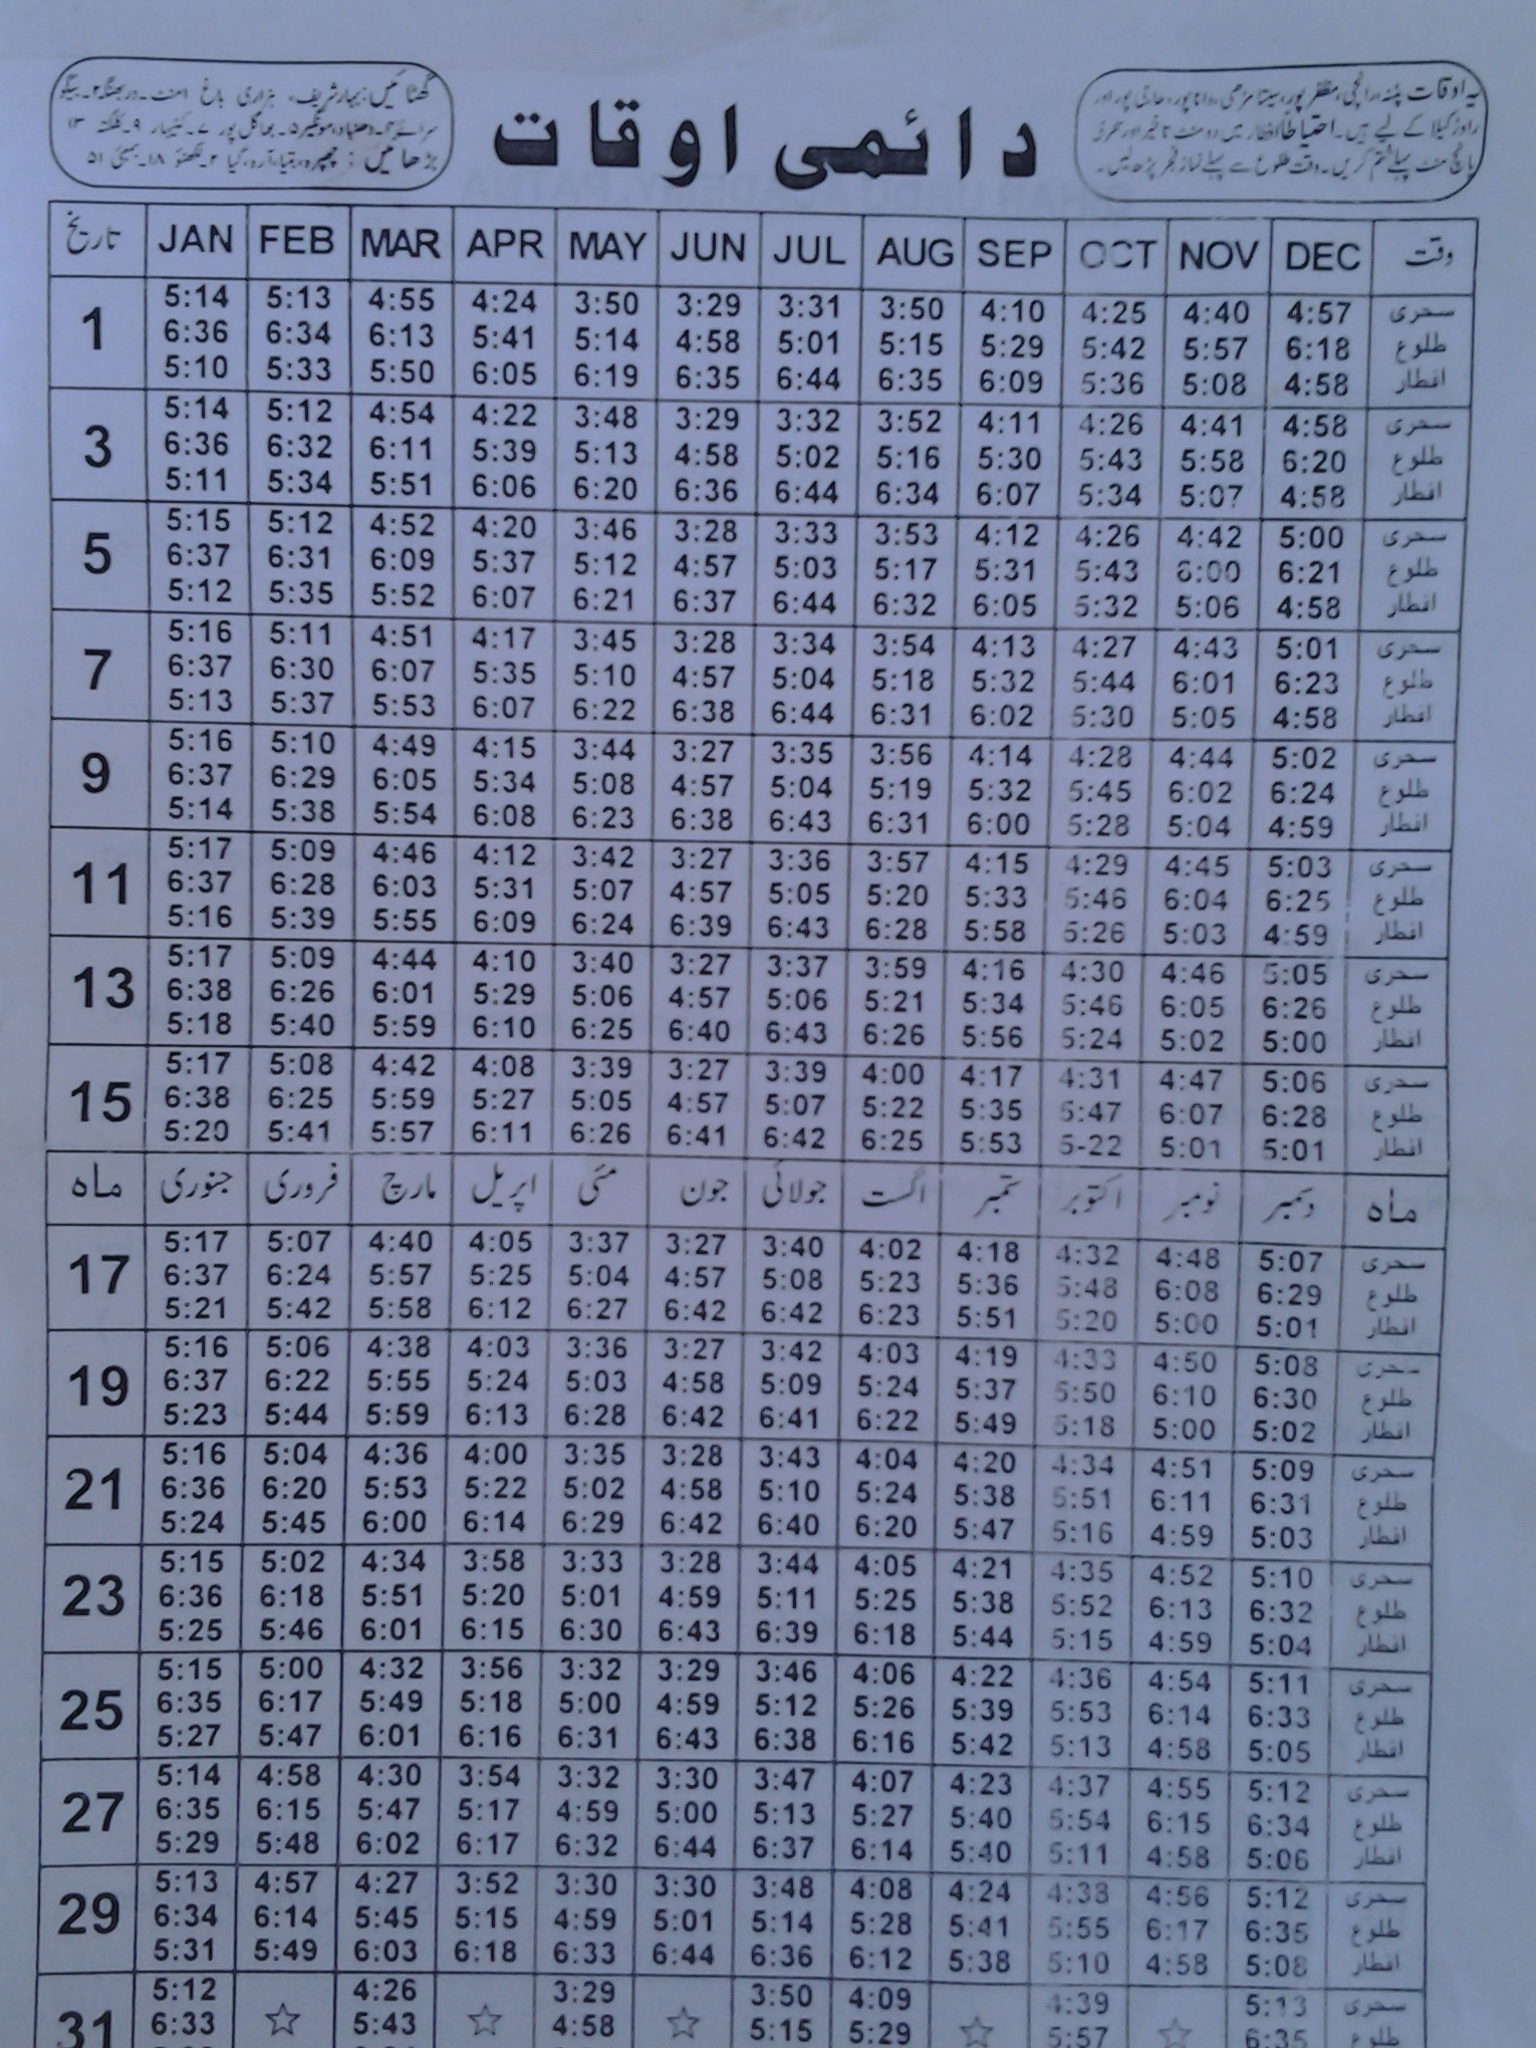 دائمی اوقات
یہ اوقات پٹنہ، رانچی، مظفر پور، سیتا مڑھی، دانا پور، حاجی پور اور
راوڑ کیلا کے لیے ہیں۔ احتیاطاً افطار میں دو منٹ تاخیر اور سحری
پانچ منٹ پہلے ختم کریں۔ وقت طلوع سے پہلے نماز فجر پڑھ لیں۔
گھٹائیں: بہار شریف، ہزاری باغ ۱منٹ۔ دربھنگہ ۲۔ بیگو
سرائے ۳۔ دھنباد، مونگیر ۵۔ بھاگل پور ۷۔ کٹیہار ۹۔ کلکتہ ۱۳
بڑھائیں: چھپرہ، بتیا، آرہ، گیا ۲۔ لکھنؤ ۱۸۔ بمبئی ۵۱
تاریخ JAN FEB MAR APR MAY JUN JUL AUG SEP OCT NOV DEC وقت
1
5:14 5:13 4:55 4:24 3:50 3:29 3:31 3:50 4:10 4:25 4:40 4:57 سحری
6:36 6:34 6:13 5:41 5:14 4:58 5:01 5:15 5:29 5:42 5:57 6:18 طلوع
5:10 5:33 5:50 6:05 6:19 6:35 6:44 6:35 6:09 5:36 5:08 4:58 افطار
3
5:14 5:12 4:54 4:22 3:48 3:29 3:32 3:52 4:11 4:26 4:41 4:58 سحری
6:36 6:32 6:11 5:39 5:13 4:58 5:02 5:16 5:30 5:43 5:58 6:20 طلوع
5:11 5:34 5:51 6:06 6:20 6:36 6:44 6:34 6:07 5:34 5:07 4:58 افطار
5
5:15 5:12 4:52 4:20 3:46 3:28 3:33 3:53 4:12 4:26 4:42 5:00 سحری
6:37 6:31 6:09 5:37 5:12 4:57 5:03 5:17 5:31 5:43 6:00 6:21 طلوع
5:12 5:35 5:52 6:07 6:21 6:37 6:44 6:32 6:05 5:32 5:06 4:58 افطار
7
5:16 5:11 4:51 4:17 3:45 3:28 3:34 3:54 4:13 4:27 4:43 5:01 سحری
6:37 6:30 6:07 5:35 5:10 4:57 5:04 5:18 5:32 5:44 6:01 6:23 طلوع
5:13 5:37 5:53 6:07 6:22 6:38 6:44 6:31 6:02 5:30 5:05 4:58 افطار
9
5:16 5:10 4:49 4:15 3:44 3:27 3:35 3:56 4:14 4:28 4:44 5:02 سحری
6:37 6:29 6:05 5:34 5:08 4:57 5:04 5:19 5:32 5:45 6:02 6:24 طلوع
5:14 5:38 5:54 6:08 6:23 6:38 6:43 6:31 6:00 5:28 5:04 4:59 افطار
11
5:17 5:09 4:46 4:12 3:42 3:27 3:36 3:57 4:15 4:29 4:45 5:03 سحری
6:37 6:28 6:03 5:31 5:07 4:57 5:05 5:20 5:33 5:46 6:04 6:25 طلوع
5:16 5:39 5:55 6:09 6:24 6:39 6:43 6:28 5:58 5:26 5:03 4:59 افطار
13
5:17 5:09 4:44 4:10 3:40 3:27 3:37 3:59 4:16 4:30 4:46 5:05 سحری
6:38 6:26 6:01 5:29 5:06 4:57 5:06 5:21 5:34 5:46 6:05 6:26 طلوع
5:18 5:40 5:59 6:10 6:25 6:40 6:43 6:26 5:56 5:24 5:02 5:00 افطار
15
5:17 5:08 4:42 4:08 3:39 3:27 3:39 4:00 4:17 4:31 4:47 5:06 سحری
6:38 6:25 5:59 5:27 5:05 4:57 5:07 5:22 5:35 5:47 6:07 6:28 طلوع
5:20 5:41 5:57 6:11 6:26 6:41 6:42 6:25 5:53 5-22 5:01 5:01 افطار
ماہ جنوری فروری مارچ اپریل مئی جون جولائی اگست ستمبر اکتوبر نومبر دسمبر ماہ
17
5:17 5:07 4:40 4:05 3:37 3:27 3:40 4:02 4:18 4:32 4:48 5:07 سحری
6:37 6:24 5:57 5:25 5:04 4:57 5:08 5:23 5:36 5:48 6:08 6:29 طلوع
5:21 5:42 5:58 6:12 6:27 6:42 6:42 6:23 5:51 5:20 5:00 5:01 افطار
19
5:16 5:06 4:38 4:03 3:36 3:27 3:42 4:03 4:19 4:33 4:50 5:08 سحری
6:37 6:22 5:55 5:24 5:03 4:58 5:09 5:24 5:37 5:50 6:10 6:30 طلوع
5:23 5:44 5:59 6:13 6:28 6:42 6:41 6:22 5:49 5:18 5:00 5:02 افطار
21
5:16 5:04 4:36 4:00 3:35 3:28 3:43 4:04 4:20 4:34 4:51 5:09 سحری
6:36 6:20 5:53 5:22 5:02 4:58 5:10 5:24 5:38 5:51 6:11 6:31 طلوع
5:24 5:45 6:00 6:14 6:29 6:42 6:40 6:20 5:47 5:16 4:59 5:03 افطار
23
5:15 5:02 4:34 3:58 3:33 3:28 3:44 4:05 4:21 4:35 4:52 5:10 سحری
6:36 6:18 5:51 5:20 5:01 4:59 5:11 5:25 5:38 5:52 6:13 6:32 طلوع
5:25 5:46 6:01 6:15 6:30 6:43 6:39 6:18 5:44 5:15 4:59 5:04 افطار
25
5:15 5:00 4:32 3:56 3:32 3:29 3:46 4:06 4:22 4:36 4:54 5:11 سحری
6:35 6:17 5:49 5:18 5:00 4:59 5:12 5:26 5:39 5:53 6:14 6:33 طلوع
5:27 5:47 6:01 6:16 6:31 6:43 6:38 6:16 5:42 5:13 4:58 5:05 افطار
27
5:14 4:58 4:30 3:54 3:32 3:30 3:47 4:07 4:23 4:37 4:55 5:12 سحری
6:35 6:15 5:47 5:17 4:59 5:00 5:13 5:27 5:40 5:54 6:15 6:34 طلوع
5:29 5:48 6:02 6:17 6:32 6:44 6:37 6:14 5:40 5:11 4:58 5:06 افطار
29
5:13 4:57 4:27 3:52 3:30 3:30 3:48 4:08 4:24 4:38 4:56 5:12 سحری
6:34 6:14 5:45 5:15 4:59 5:01 5:14 5:28 5:41 5:55 6:17 6:35 طلوع
5:31 5:49 6:03 6:18 6:33 6:44 6:36 6:12 5:38 5:10 4:58 5:08 افطار
31
5:12 4:26 3:29 3:50 4:09 4:39 5:13 سحری
6:33 5:43 4:58 5:15 5:29 5:57 6:35 طلوع